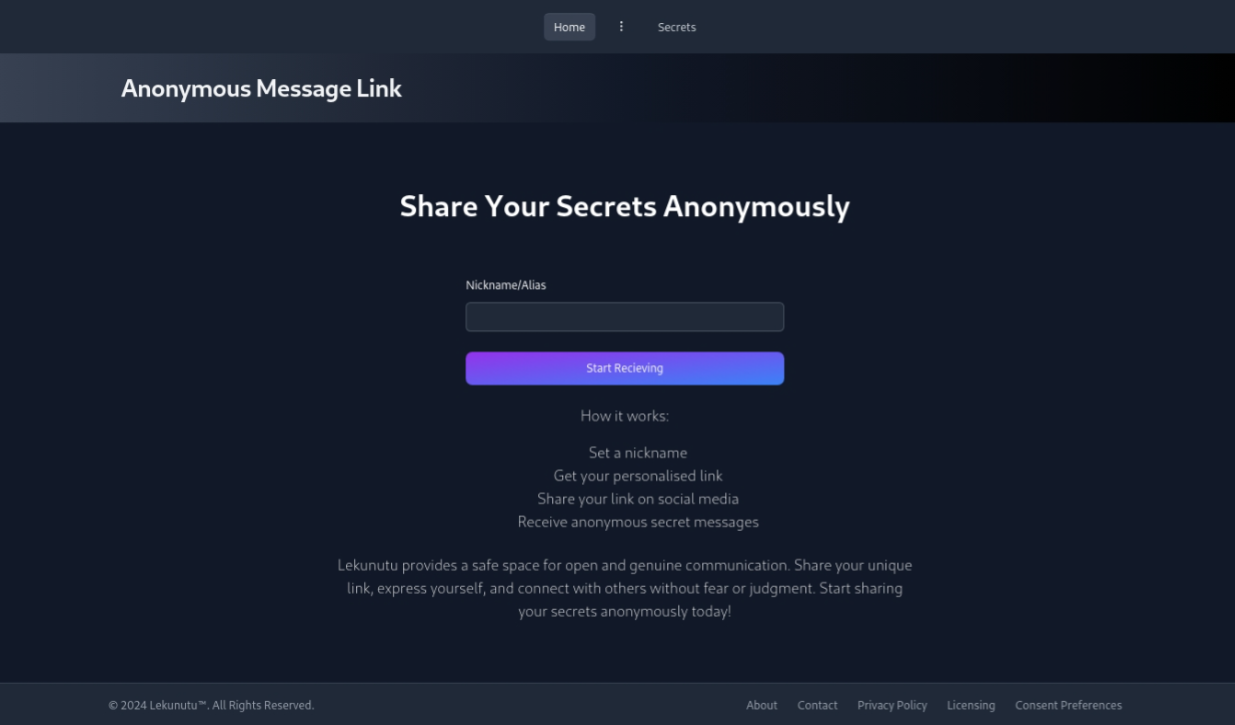 Home
Secrets
Anonymous Message Link
Share Your Secrets Anonymously
Nickname/Alias
Start Recieving
How it works:
Set a nickname
Get your personalised link
Share your link on social media
Receive anonymous secret messages
Lekunutu provides a safe space for open and genuine communication. Share your unique
link, express yourself, and connect with others without fear or judgment. Start sharing
your secrets anonymously today!
© 2024 Lekunutu™. All Rights Reserved.
About
Contact
Privacy Policy
Licensing
Consent Preferences